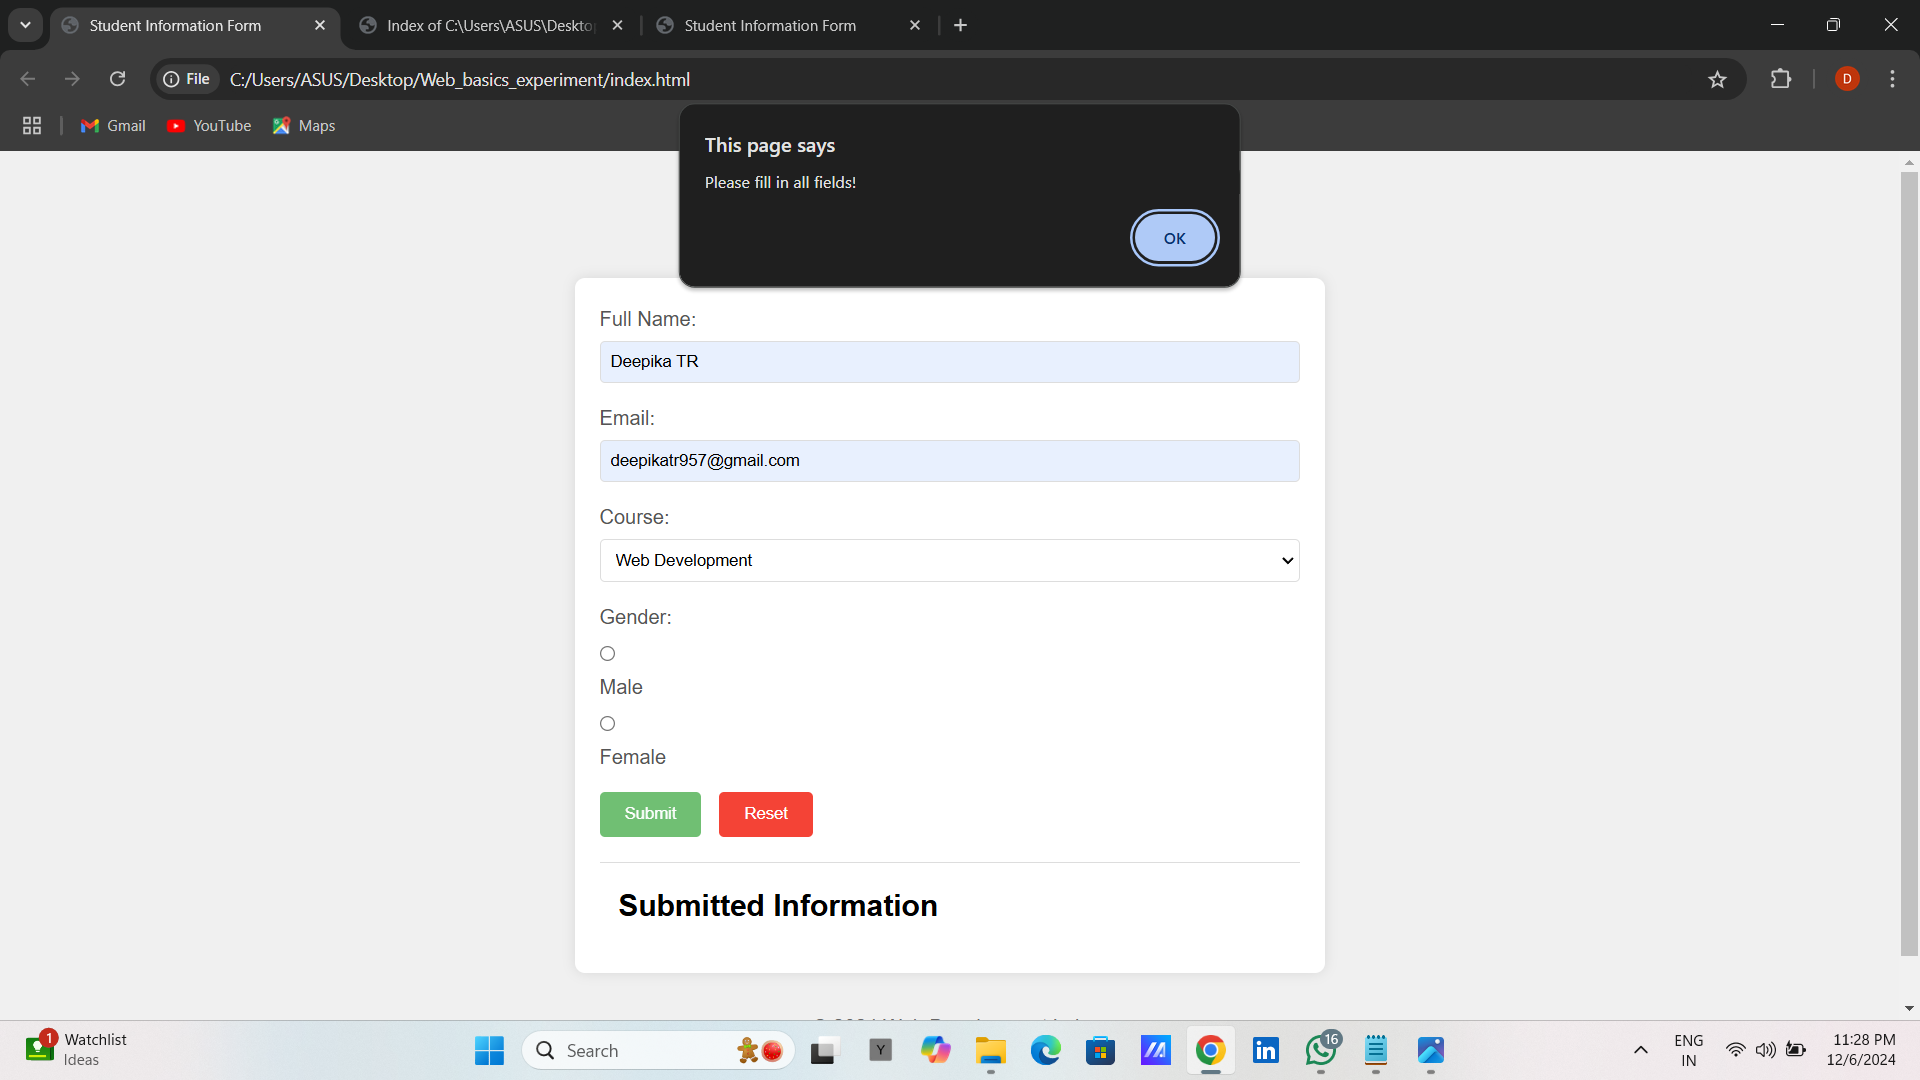 Student Information Form
Index of C:\Users\ASUS\Deskto
Student Information Form
File
C:/Users/ASUS/Desktop/Web_basics_experiment/index.html
D
Gmail
YouTube
Maps
This page says
Please fill in all fields!
OK
Full Name:
Deepika TR
Email:
deepikatr957@gmail.com
Course:
Web Development
Gender:
Male
Female
Submit
Reset
Submitted Information
1
Watchlist
Ideas
Search
Y
in
16
ENG
IN
11:28 PM
12/6/2024